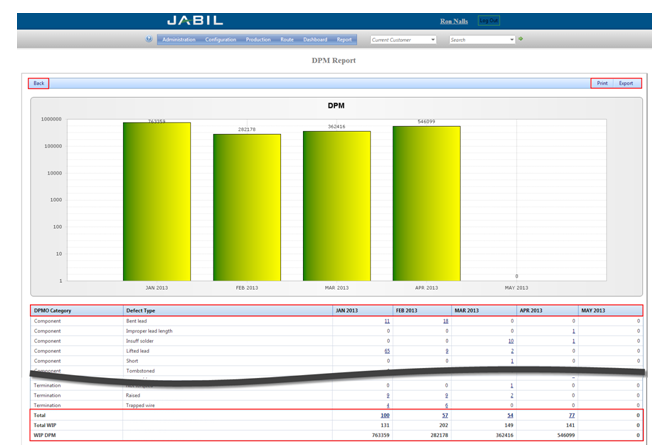 JABIL
Ron Nalls Log Out
Administration Configuration Production Route Dashboard Report Current Customer Search
DPM Report
Back Print Export
DPM
1000000
100000
10000
1000
100
10
1
763359
282178
362416
546099
0
JAN 2013 FEB 2013 MAR 2013 APR 2013 MAY 2013
DPMO Category Defect Type JAN 2013 FEB 2013 MAR 2013 APR 2013 MAY 2013
Component Bent lead 11 18 0 0 0
Component Improper lead length 0 0 0 1 0
Component Insuff solder 0 0 10 1 0
Component Lifted lead 65 9 2 0 0
Component Short 0 0 1 0 0
Component Tombstoned 0
Termination 0 0 1 0 0
Termination Raised 8 8 2 0 0
Termination Trapped wire 4 6 0 0 0
Total 100 57 54 77 0
Total WIP 131 202 149 141 0
WIP DPM 763359 282178 362416 546099 0